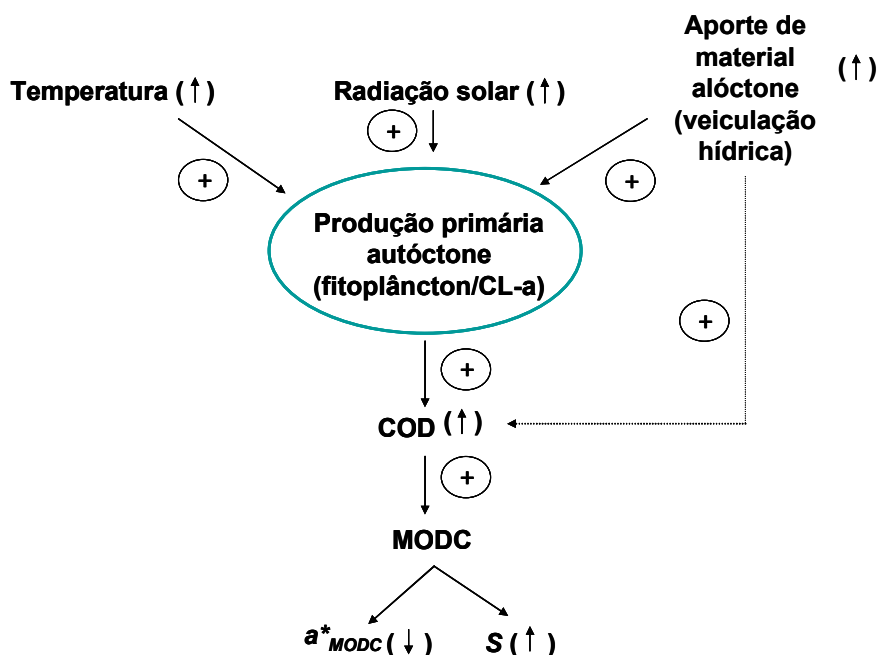 Aporte de
material
alóctone
(veiculação
hídrica)
(↑)
Temperatura (↑)
Radiação solar (↑)
+
+
+
Produção primária
autóctone
(fitoplâncton/CL-a)
+
+
COD (↑)
+
MODC
a*MODC (↓)
S (↑)